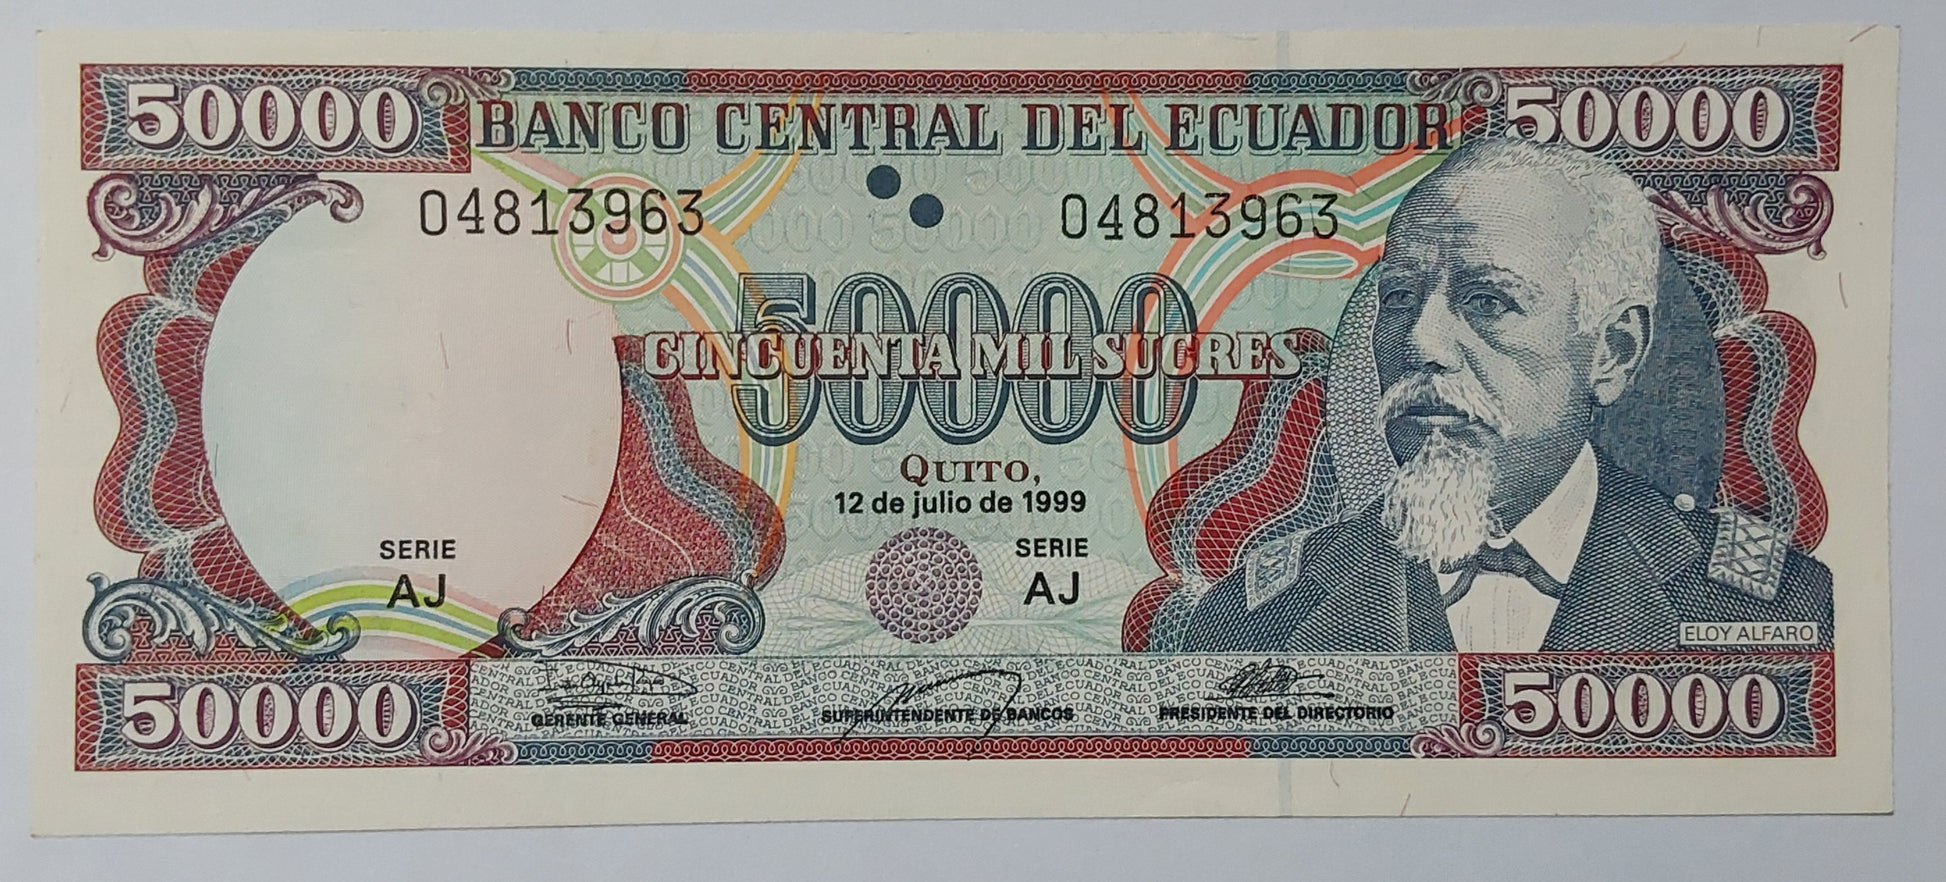 50000 BANCO CENTRAL DEL ECUADOR 50000
04813963 04813963
50000
CINCUENTA MIL SUCRES
QUITO,
12 de julio de 1999
SERIE SERIE
AJ AJ
ELOY ALFARO
50000 GERENTE GENERAL SUPERINTENDENTE DE BANCOS PRESIDENTE DEL DIRECTORIO 50000